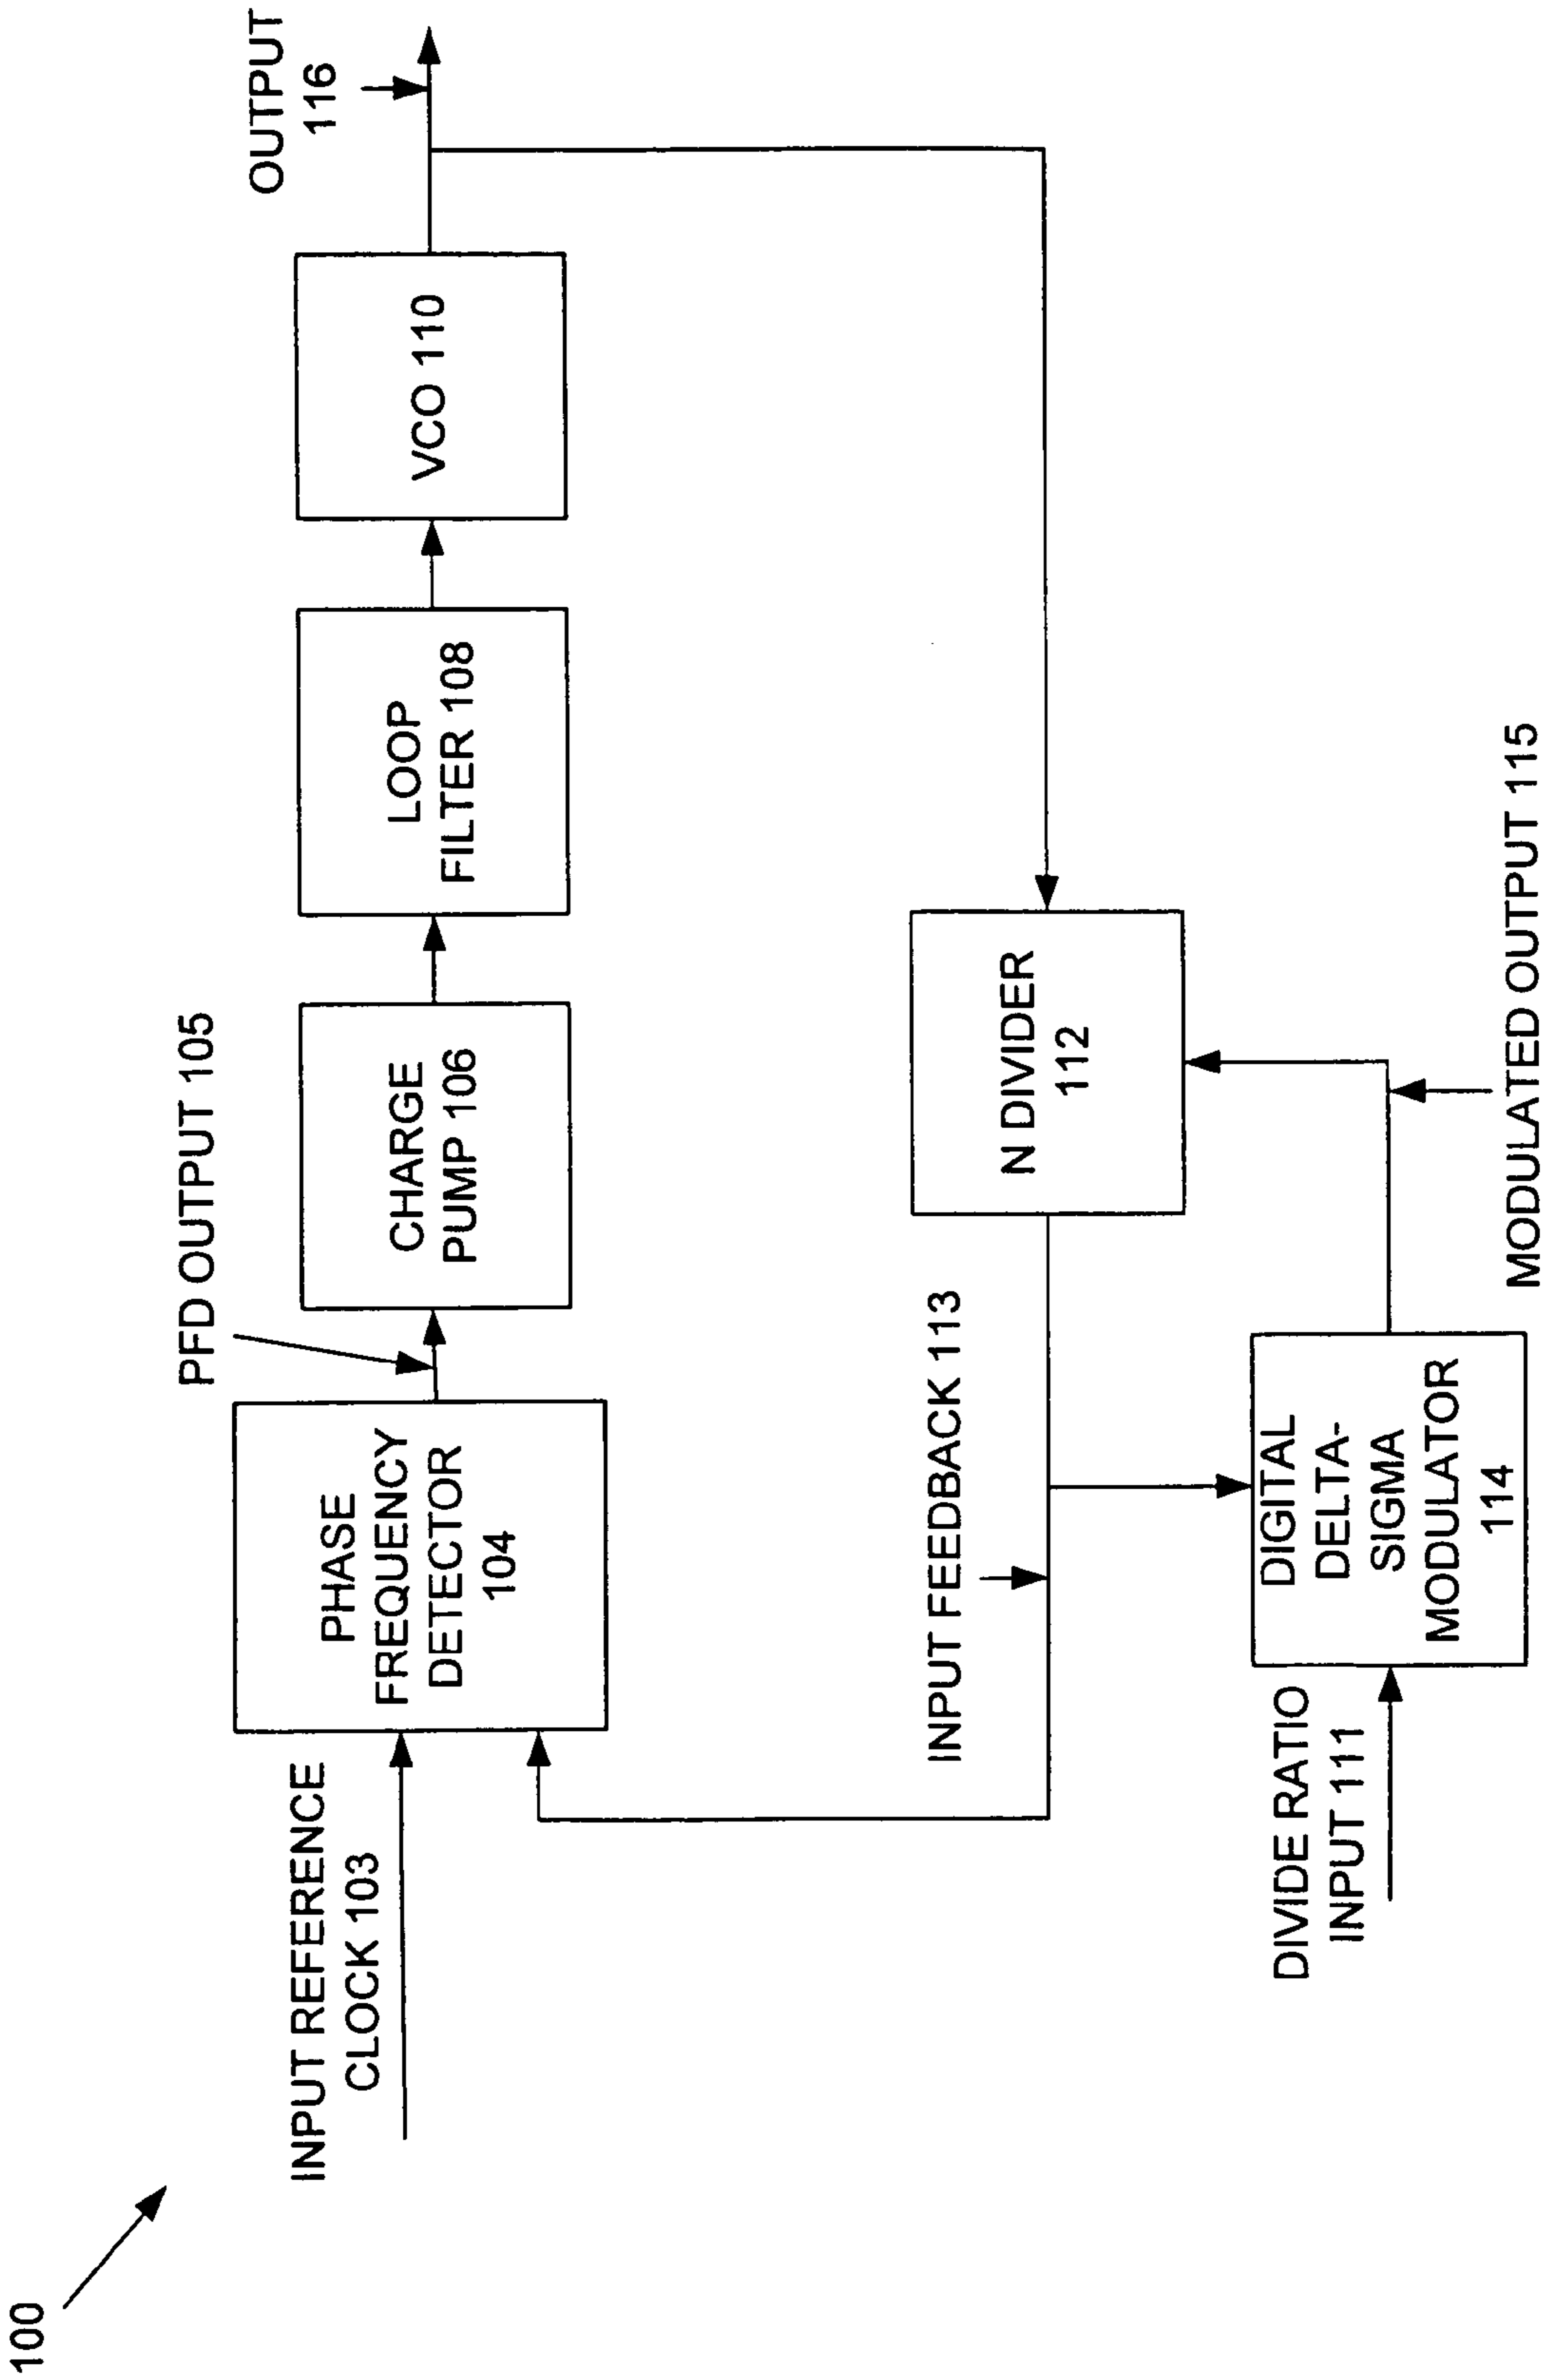 100
INPUT REFERENCE
CLOCK 103
PHASE
FREQUENCY
DETECTOR
104
PFD OUTPUT 105
CHARGE
PUMP 106
LOOP
FILTER 108
VCO 110
OUTPUT
116
INPUT FEEDBACK 113
N DIVIDER
112
DIVIDE RATIO
INPUT 111
DIGITAL
DELTA-
SIGMA
MODULATOR
114
MODULATED OUTPUT 115